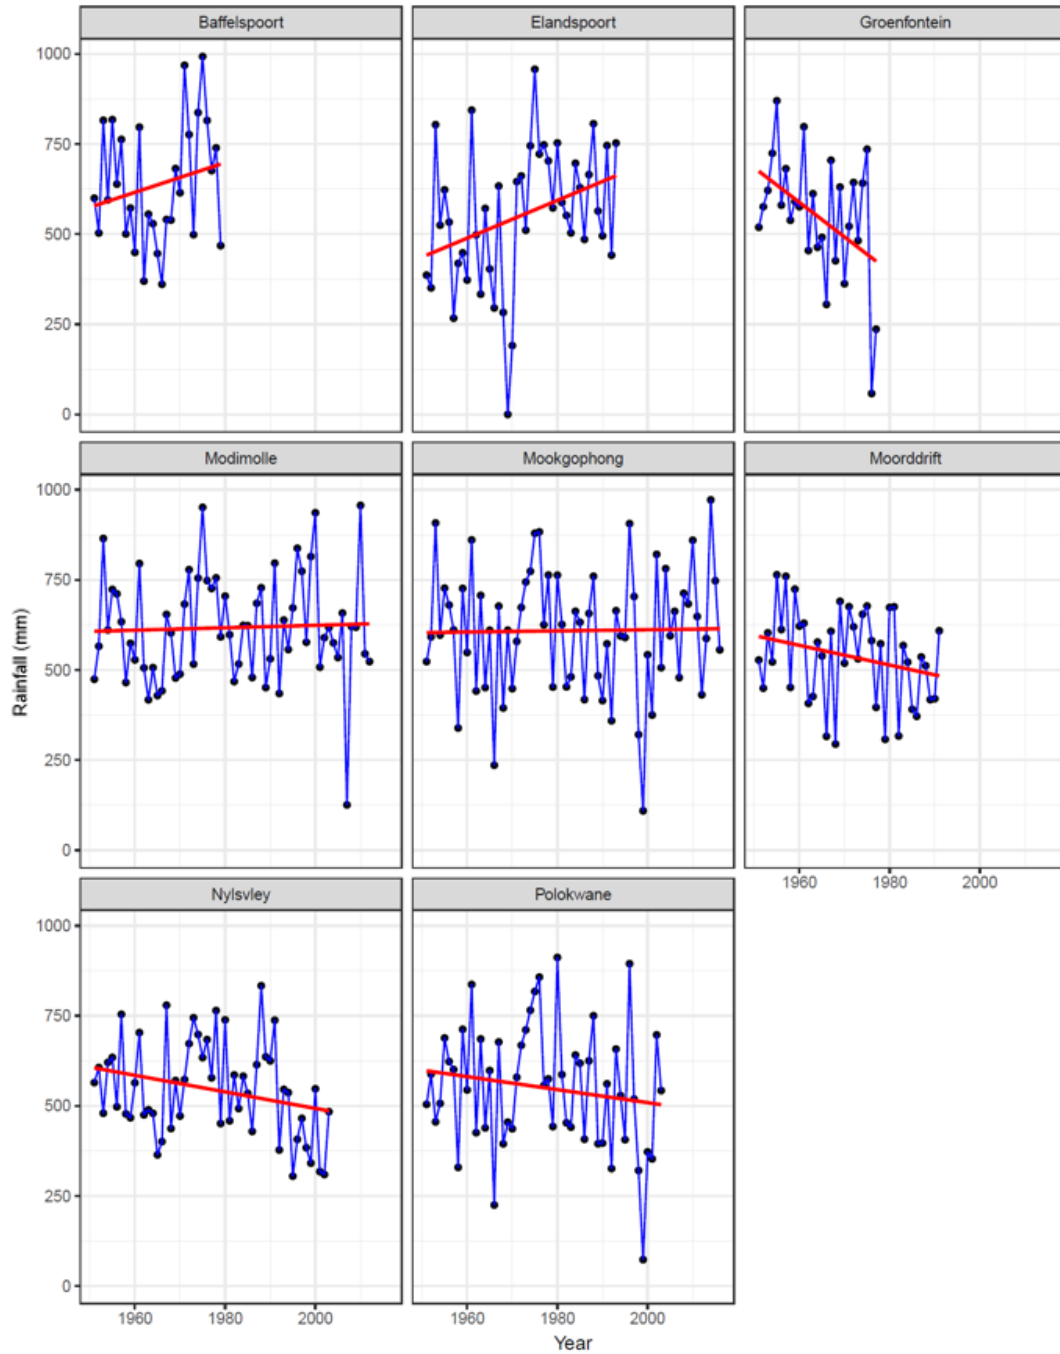 Baffelspoort Elandspoort Groenfontein
1000
750
500
250
0
Modimolle Mookgophong Moorddrift
1000
750
500
250
0
Rainfall (mm)
1960 1980 2000
Nylsvley Polokwane
1000
750
500
250
0
1960 1980 2000 1960 1980 2000
Year